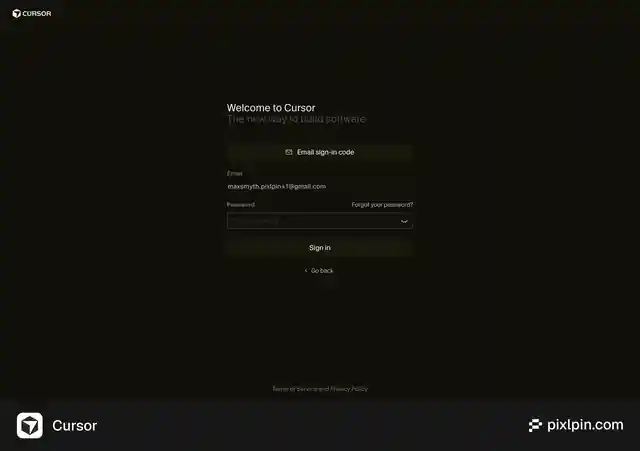 CURSOR
Welcome to Cursor
The new way to build software
Email sign-in code
Email
maxsmyth.pixlpin+1@gmail.com
Password Forgot your password?
Sign in
Go back
Terms of Service and Privacy Policy
Cursor
pixlpin.com